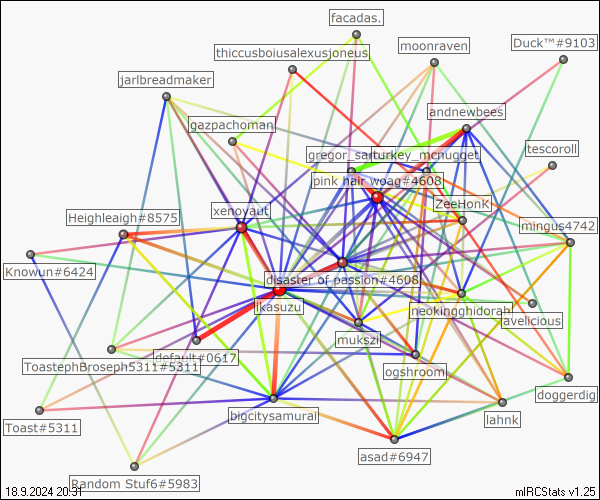 facadas.
thiccusboiusalexusjoneus
moonraven
Duck™#9103
jarlbreadmaker
andnewbees
gazpachoman
tescoroll
gregor_sa
turkey_mcnugget
pink hair woag#4608
ZeeHonK
xenoyaut
Heighleaigh#8575
mingus4742
Knowun#6424
disaster of passion#4608
ikasuzu
neokingghidorah
avelicious
mukszi
default#0617
ToastephBroseph5311#5311
ogshroom
doggerdig
bigcitysamurai
lahnk
Toast#5311
asad#6947
Random Stuf6#5983
18.9.2024 20:31
mIRCStats v1.25